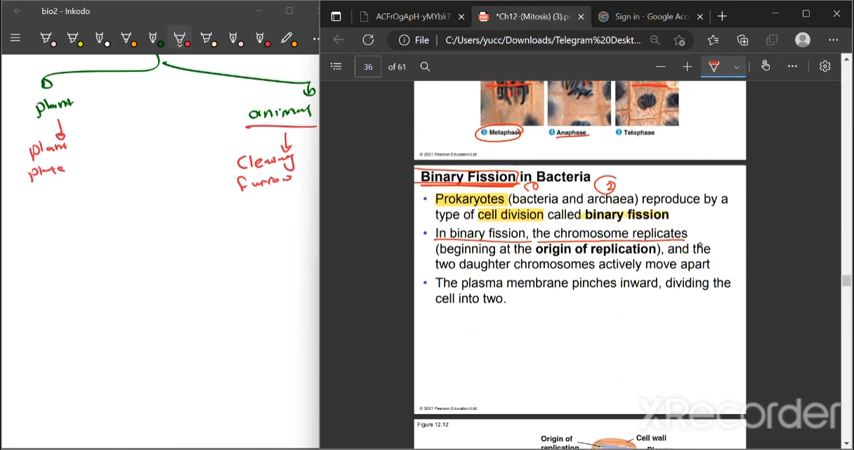 bio2 - Inkodo
ACFrOgApH-yMYbkT
*Ch12-(Mitosis) (3).p
Sign in - Google Acc
File
C:/Users/yucc/Downloads/Telegram%20Deskt...
36 of 61
plant
animal
plant
plate
furrow
3 Metaphase
4 Anaphase
5 Telophase
© 2021 Pearson Education Ltd.
Binary Fission in Bacteria
• Prokaryotes (bacteria and archaea) reproduce by a
type of cell division called binary fission
• In binary fission, the chromosome replicates
(beginning at the origin of replication), and the
two daughter chromosomes actively move apart
• The plasma membrane pinches inward, dividing the
cell into two.
© 2021 Pearson Education Ltd.
XRecorder
Figure 12.12
Origin of
replication
Cell wall